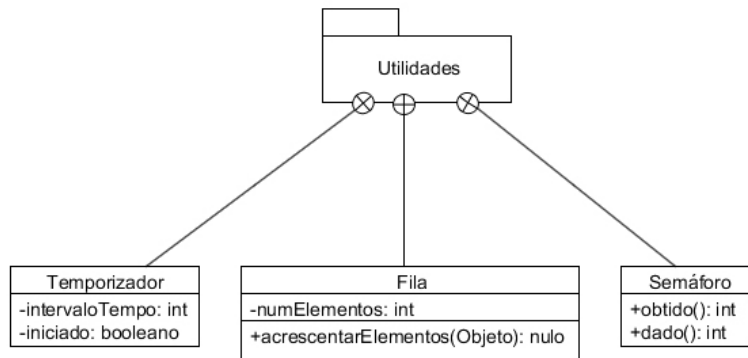 Utilidades
Temporizador
-intervaloTempo: int
-iniciado: booleano
Fila
-numElementos: int
+acrescentarElementos(Objeto): nulo
Semáforo
+obtido(): int
+dado(): int